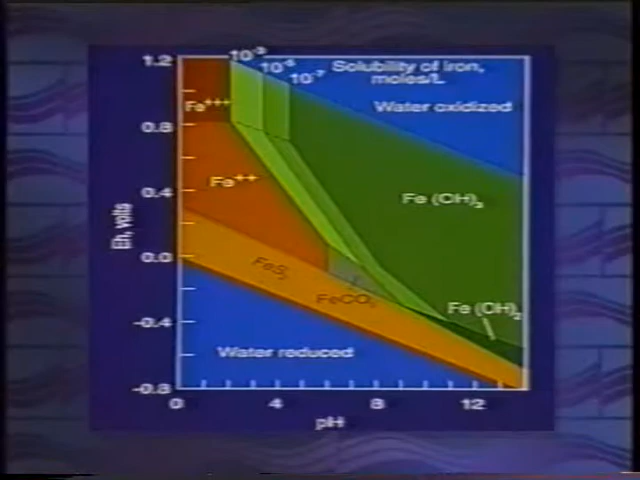 1.2
10⁻³
10⁻⁵
10⁻⁷
Solubility of Iron,
moles/L
Water oxidized
Fe⁺⁺⁺
0.8
Fe⁺⁺
0.4
Fe (OH)₃
Eh, volts
0.0
FeS₂
FeCO₃
Fe (OH)₂
-0.4
Water reduced
-0.8
0 4 8 12
pH